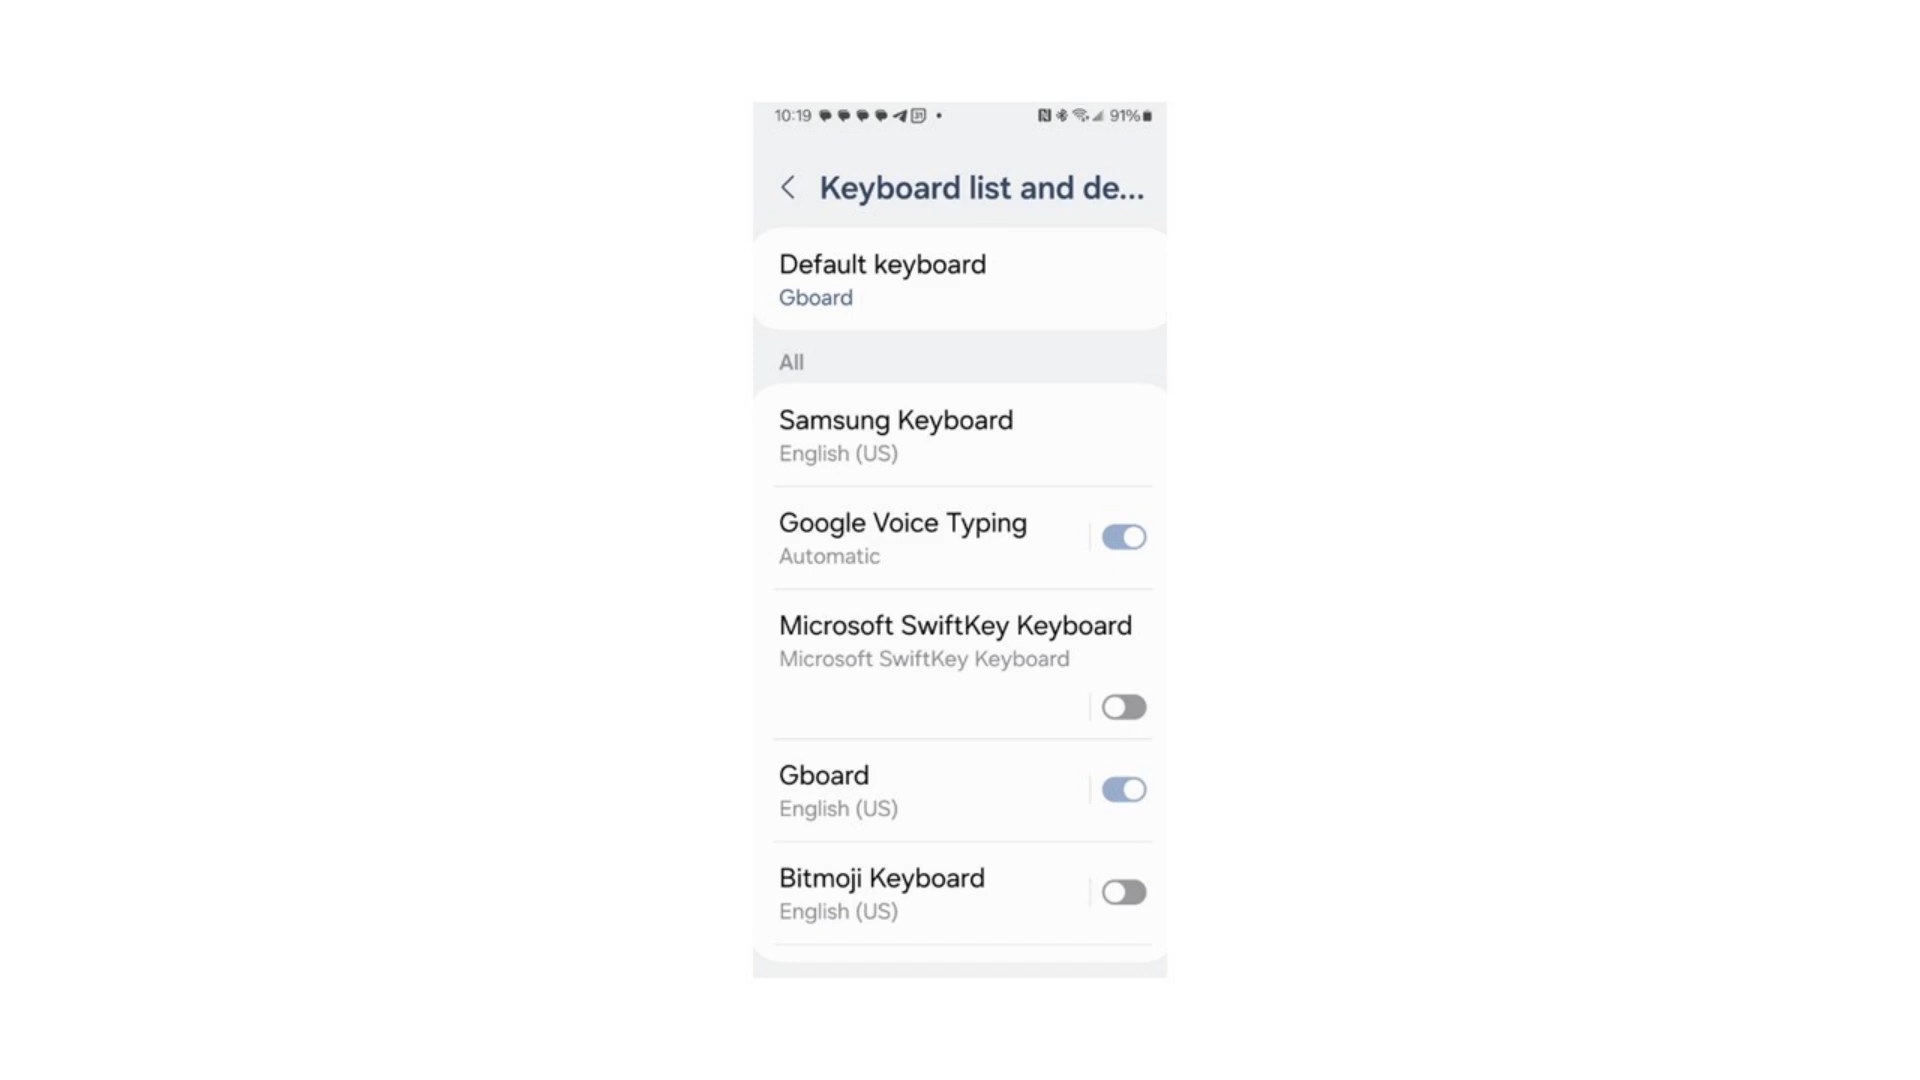 10:19 31 • 91%
Keyboard list and de...
Default keyboard
Gboard
All
Samsung Keyboard
English (US)
Google Voice Typing
Automatic
Microsoft SwiftKey Keyboard
Microsoft SwiftKey Keyboard
Gboard
English (US)
Bitmoji Keyboard
English (US)